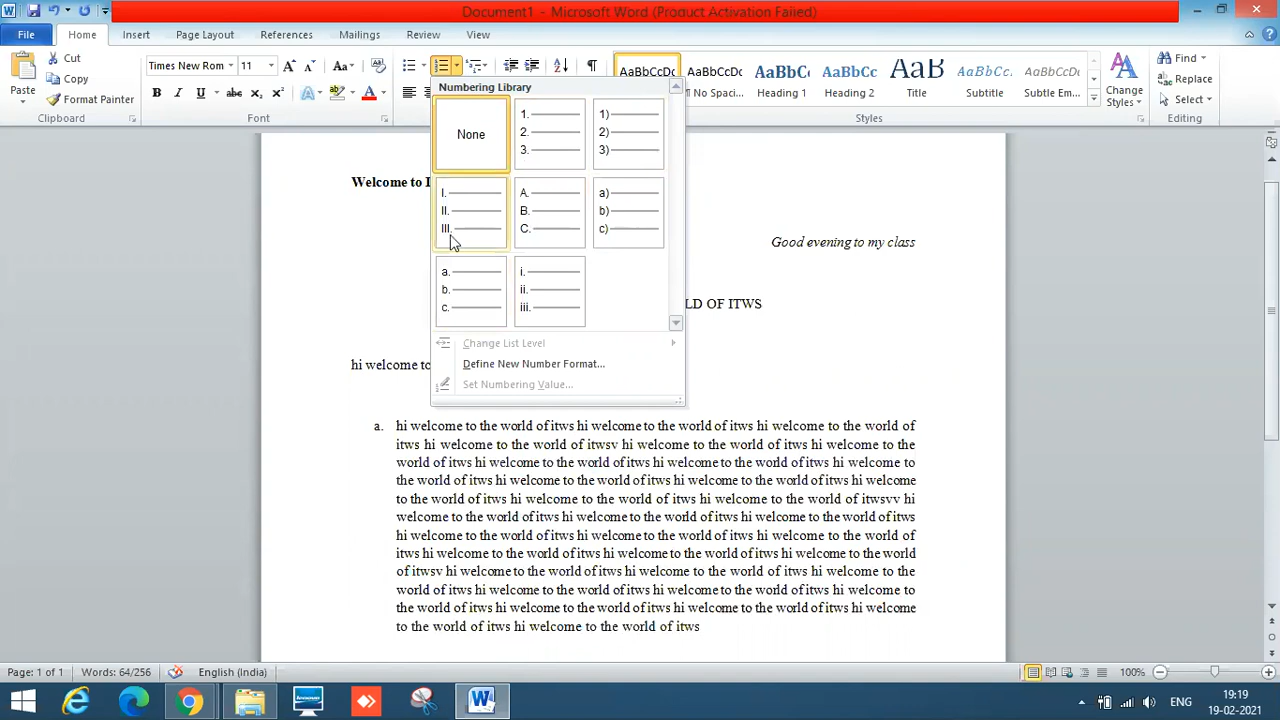 Document1 - Microsoft Word (Product Activation Failed)
File Home Insert Page Layout References Mailings Review View
Cut
Copy
Format Painter
Paste
Clipboard
Times New Rom 11
Font
AaBbCcDc AaBbCcDc AaBbCc AaBbCc AaB AaBbCc. AaBbCcDc
No Spaci... Heading 1 Heading 2 Title Subtitle Subtle Em...
Change
Styles
Styles
Find
Replace
Select
Editing
Numbering Library
None
1.
2.
3.
1)
2)
3)
I.
II.
III.
A.
B.
C.
a)
b)
c)
a.
b.
c.
i.
ii.
iii.
Change List Level
Define New Number Format...
Set Numbering Value...
Welcome to
Good evening to my class
LD OF ITWS
hi welcome to
a. hi welcome to the world of itws hi welcome to the world of itws hi welcome to the world of
itws hi welcome to the world of itwsv hi welcome to the world of itws hi welcome to the
world of itws hi welcome to the world of itws hi welcome to the world of itws hi welcome to
the world of itws hi welcome to the world of itws hi welcome to the world of itws hi welcome
to the world of itws hi welcome to the world of itws hi welcome to the world of itwsvv hi
welcome to the world of itws hi welcome to the world of itws hi welcome to the world of itws
hi welcome to the world of itws hi welcome to the world of itws hi welcome to the world of
itws hi welcome to the world of itws hi welcome to the world of itws hi welcome to the world
of itwsv hi welcome to the world of itws hi welcome to the world of itws hi welcome to the
world of itws hi welcome to the world of itws hi welcome to the world of itws hi welcome to
the world of itws hi welcome to the world of itws hi welcome to the world of itws hi welcome
to the world of itws hi welcome to the world of itws
Page: 1 of 1 Words: 64/256 English (India) 100%
ENG
19:19
19-02-2021